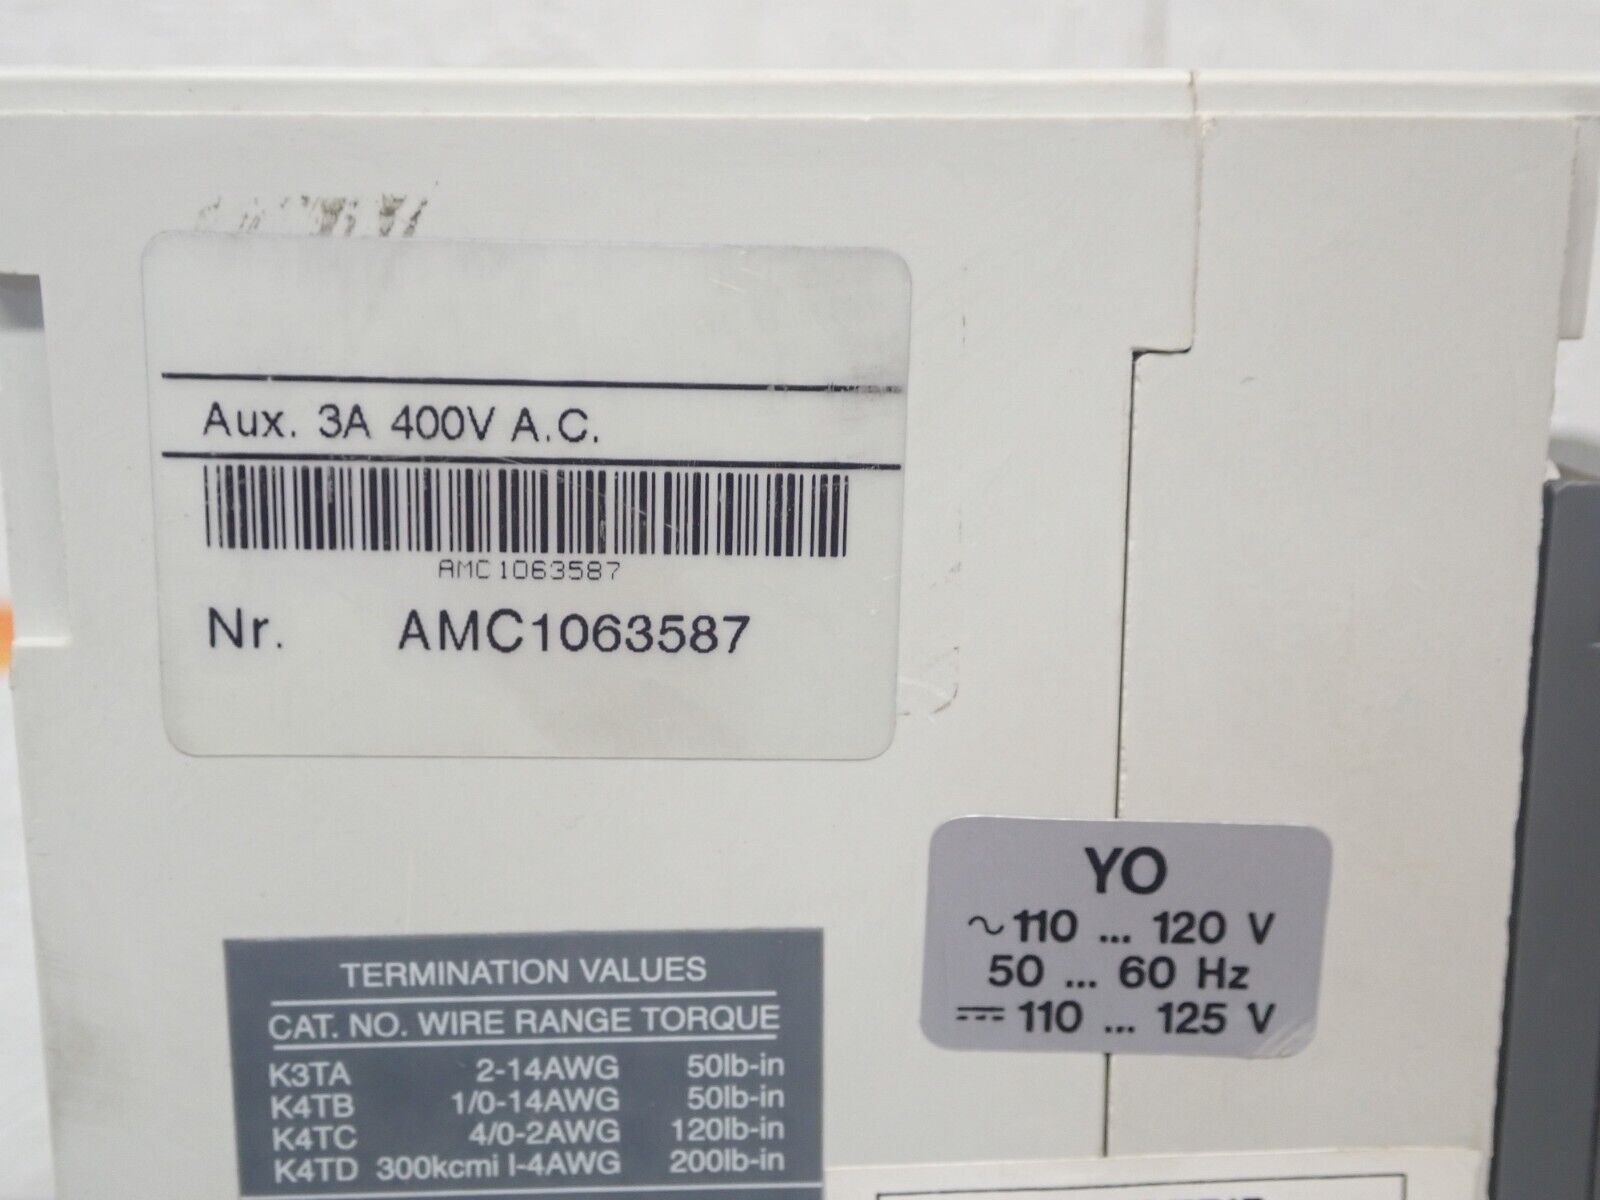 Aux. 3A 400V A.C.
AMC1063587
Nr. AMC1063587
YO
~ 110 ... 120 V
50 ... 60 Hz
⎓ 110 ... 125 V
TERMINATION VALUES
CAT. NO. WIRE RANGE TORQUE
K3TA 2-14AWG 50lb-in
K4TB 1/0-14AWG 50lb-in
K4TC 4/0-2AWG 120lb-in
K4TD 300kcmi l-4AWG 200lb-in